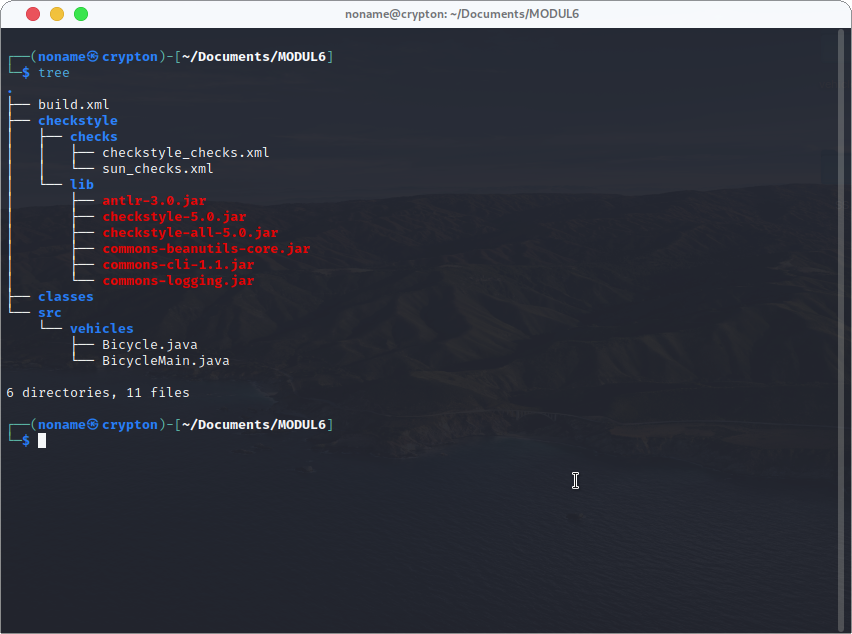 noname@crypton: ~/Documents/MODUL6
┌──(noname㉿crypton)-[~/Documents/MODUL6]
└─$ tree
.
├── build.xml
├── checkstyle
│   ├── checks
│   │   ├── checkstyle_checks.xml
│   │   └── sun_checks.xml
│   └── lib
│       ├── antlr-3.0.jar
│       ├── checkstyle-5.0.jar
│       ├── checkstyle-all-5.0.jar
│       ├── commons-beanutils-core.jar
│       ├── commons-cli-1.1.jar
│       └── commons-logging.jar
├── classes
└── src
    └── vehicles
        ├── Bicycle.java
        └── BicycleMain.java
6 directories, 11 files
┌──(noname㉿crypton)-[~/Documents/MODUL6]
└─$